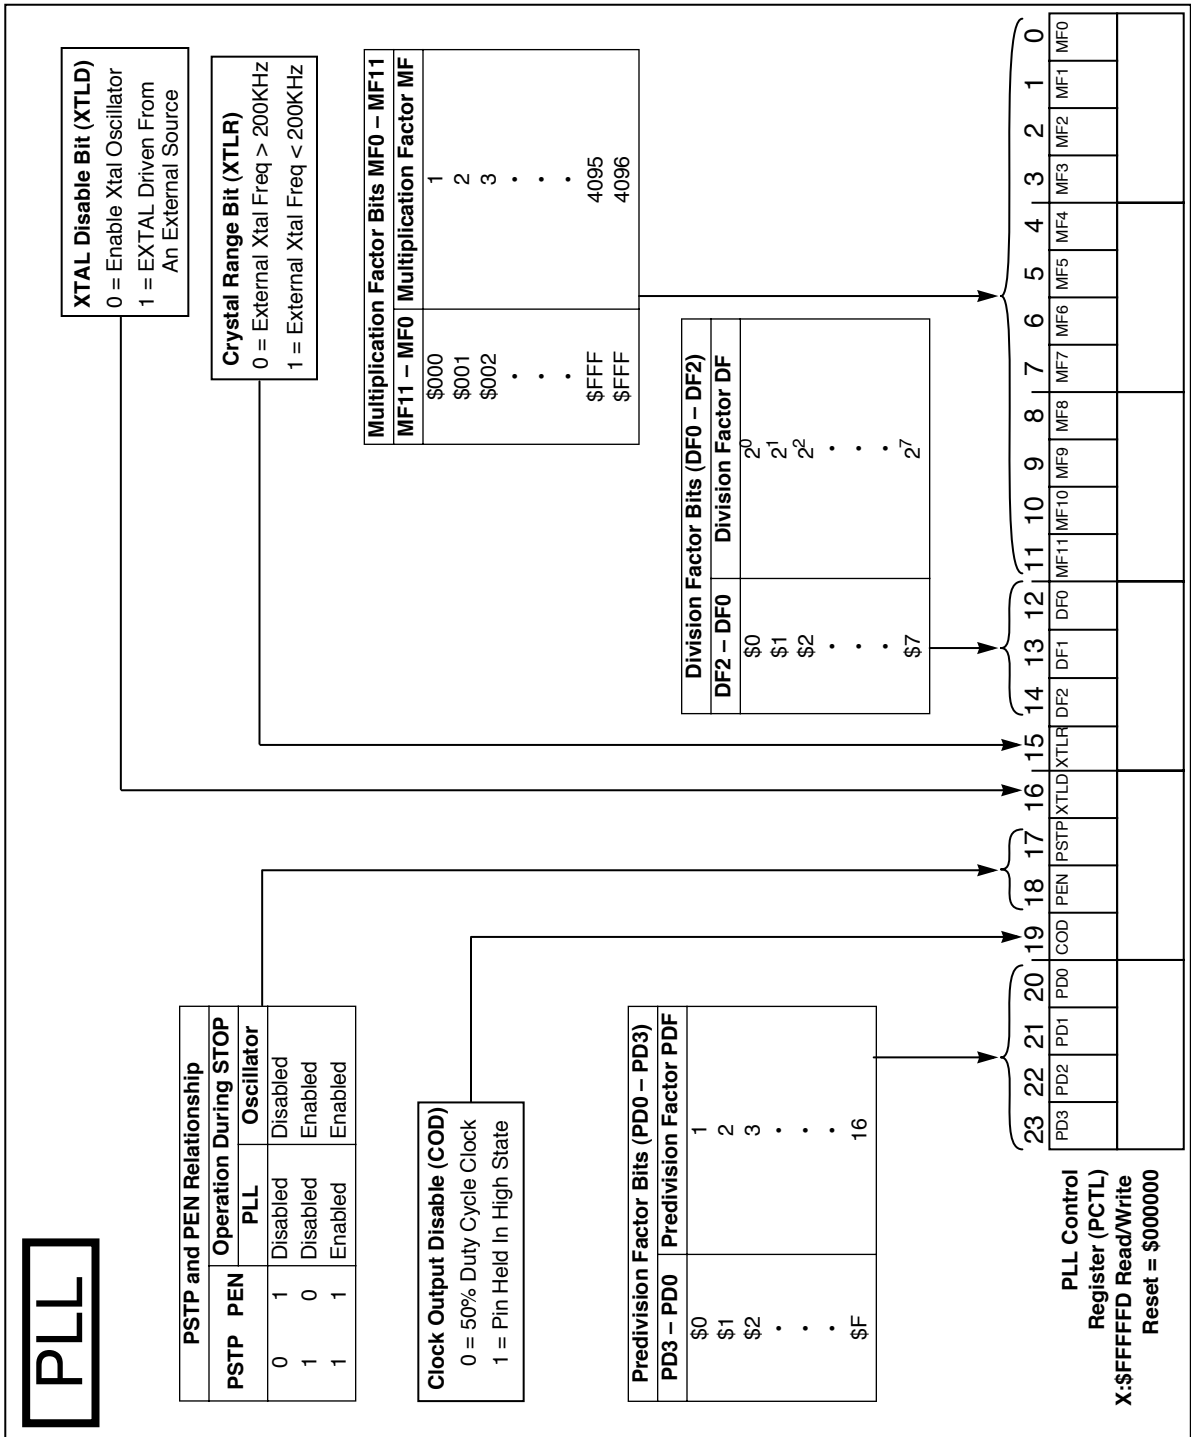 PLL
PSTP and PEN Relationship
PSTP PEN Operation During STOP
PLL Oscillator
0 1 Disabled Disabled
1 0 Disabled Enabled
1 1 Enabled Enabled
Clock Output Disable (COD)
0 = 50% Duty Cycle Clock
1 = Pin Held In High State
Predivision Factor Bits (PD0 – PD3)
PD3 – PD0 Predivision Factor PDF
$0 1
$1 2
$2 3
• •
• •
• •
$F 16
XTAL Disable Bit (XTLD)
0 = Enable Xtal Oscillator
1 = EXTAL Driven From
An External Source
Crystal Range Bit (XTLR)
0 = External Xtal Freq > 200KHz
1 = External Xtal Freq < 200KHz
Multiplication Factor Bits MF0 – MF11
MF11 – MF0 Multiplication Factor MF
$000 1
$001 2
$002 3
• •
• •
• •
$FFF 4095
$FFF 4096
Division Factor Bits (DF0 – DF2)
DF2 – DF0 Division Factor DF
$0 2⁰
$1 2¹
$2 2²
• •
• •
• •
$7 2⁷
23 22 21 20 19 18 17 16 15 14 13 12 11 10 9 8 7 6 5 4 3 2 1 0
PD3 PD2 PD1 PD0 COD PEN PSTP XTLD XTLR DF2 DF1 DF0 MF11 MF10 MF9 MF8 MF7 MF6 MF5 MF4 MF3 MF2 MF1 MF0
PLL Control
Register (PCTL)
X:$FFFFFD Read/Write
Reset = $000000